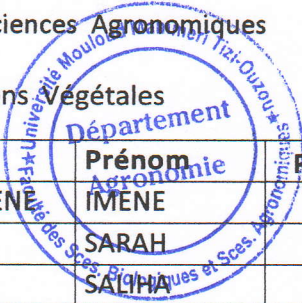 ciences Agronomiques
ns Végétales
Prénom
ENE IMENE
SARAH
SALIHA
Université Mouloud Mammeri Tizi-Ouzou
Département
Agronomie
Faculté des Sces. Biologiques et Sces. Agronomiques